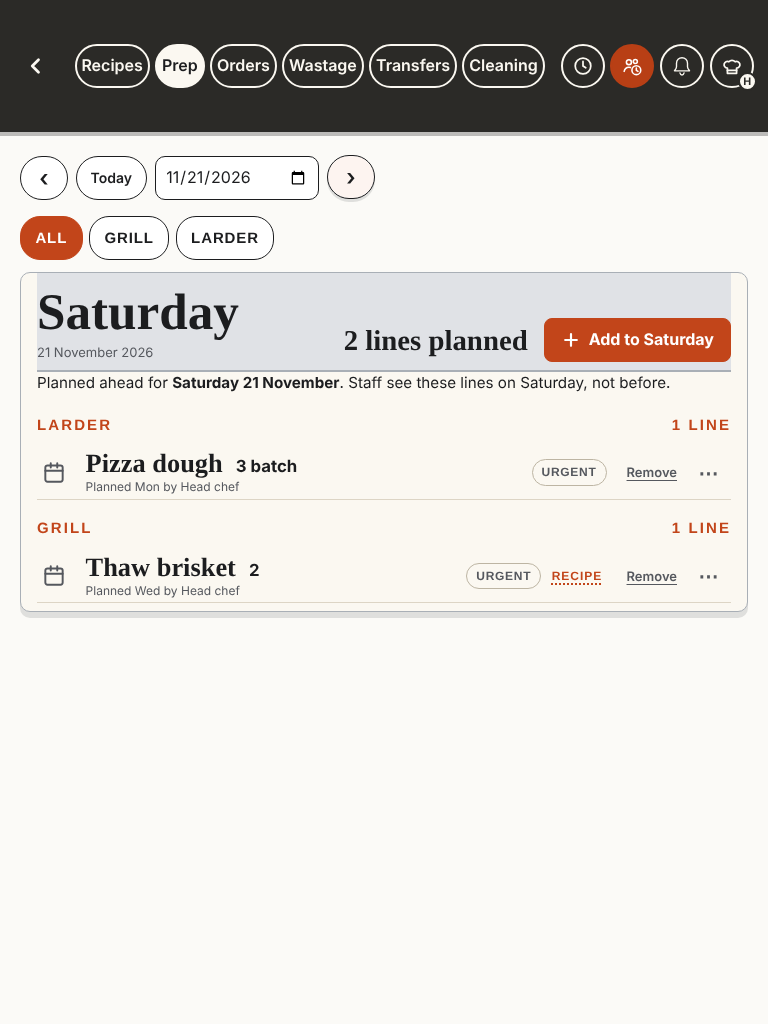 Recipes Prep Orders Wastage Transfers Cleaning
H
Today 11/21/2026
ALL GRILL LARDER
Saturday
21 November 2026
2 lines planned
+ Add to Saturday
Planned ahead for Saturday 21 November. Staff see these lines on Saturday, not before.
LARDER 1 LINE
Pizza dough 3 batch URGENT Remove ...
Planned Mon by Head chef
GRILL 1 LINE
Thaw brisket 2 URGENT RECIPE Remove ...
Planned Wed by Head chef